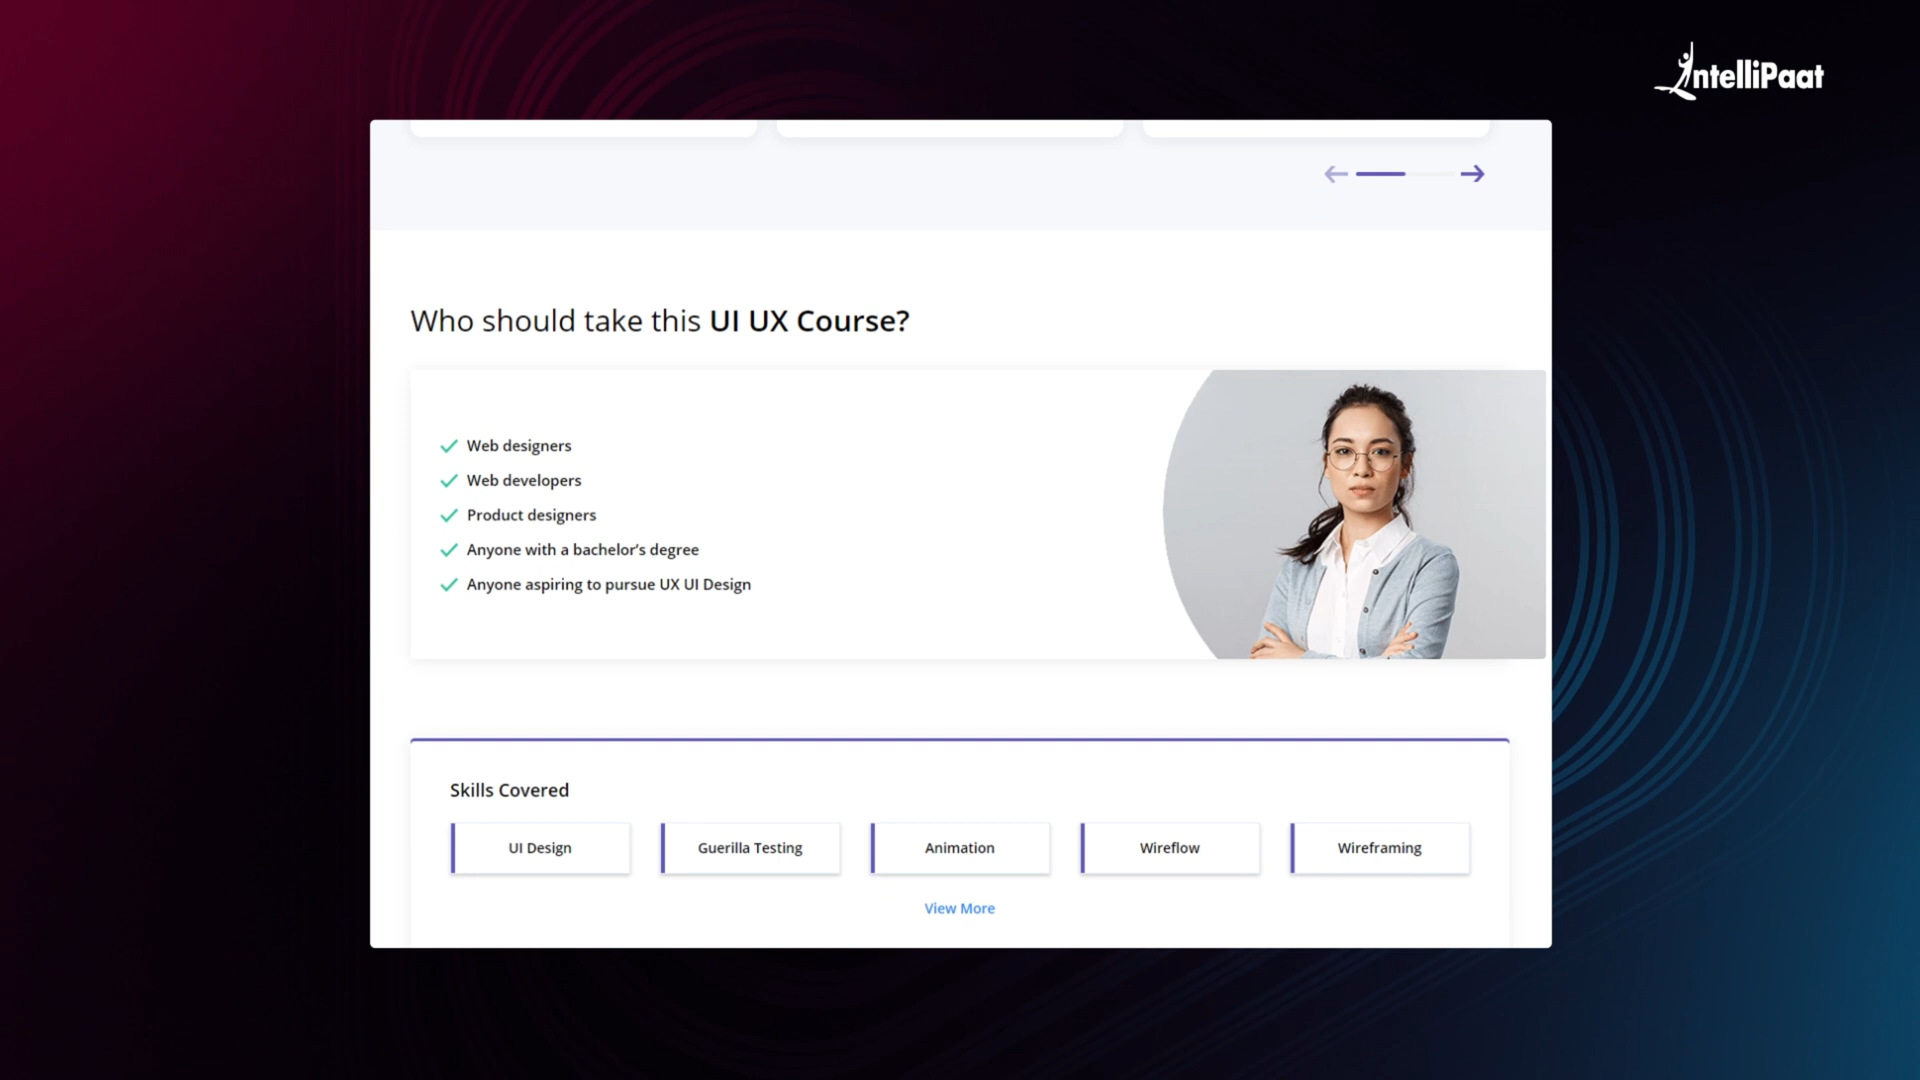 IntelliPaat
Who should take this UI UX Course?
Web designers
Web developers
Product designers
Anyone with a bachelor’s degree
Anyone aspiring to pursue UX UI Design
Skills Covered
UI Design
Guerilla Testing
Animation
Wireflow
Wireframing
View More